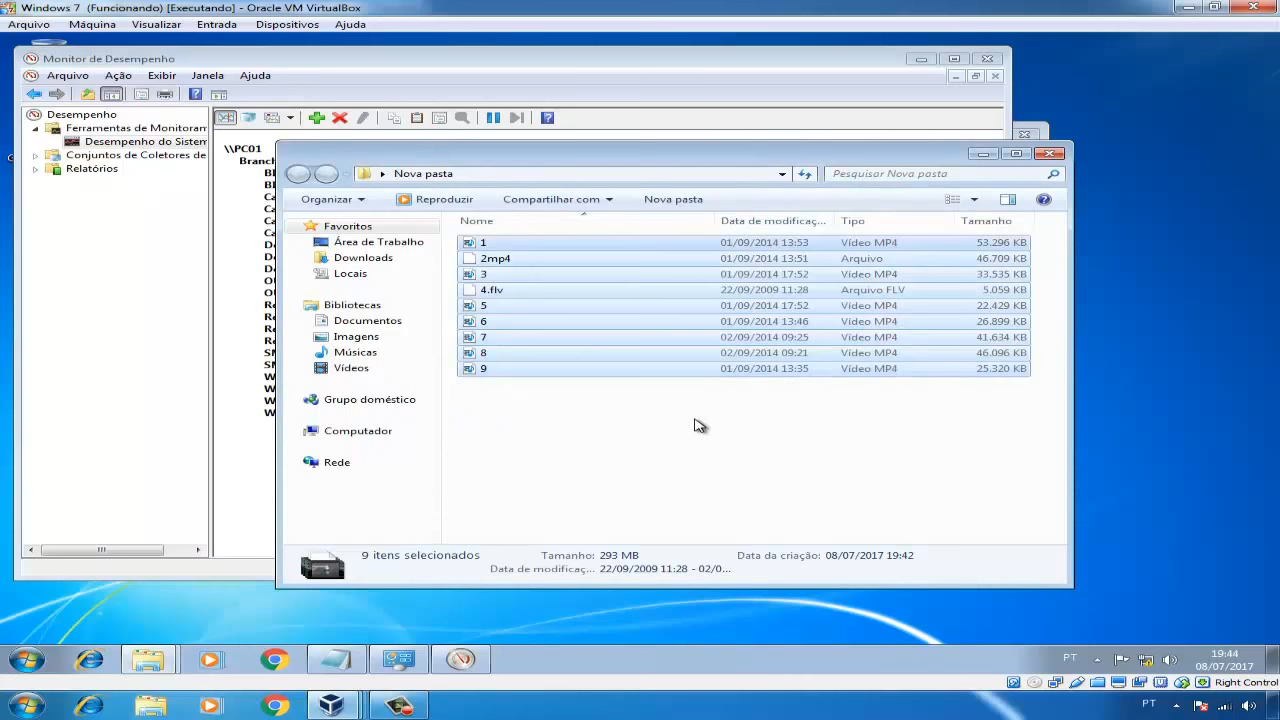 Windows 7 (Funcionando) [Executando] - Oracle VM VirtualBox
Arquivo Máquina Visualizar Entrada Dispositivos Ajuda
Monitor de Desempenho
Arquivo Ação Exibir Janela Ajuda
Desempenho
Ferramentas de Monitoram
Desempenho do Sistem
Conjuntos de Coletores de
Relatórios
\\PC01
Branch
Nova pasta
Pesquisar Nova pasta
Organizar Reproduzir Compartilhar com Nova pasta
Favoritos
Área de Trabalho
Downloads
Locais
Bibliotecas
Documentos
Imagens
Músicas
Vídeos
Grupo doméstico
Computador
Rede
Nome Data de modificaç... Tipo Tamanho
1 01/09/2014 13:53 Vídeo MP4 53.296 KB
2mp4 01/09/2014 13:51 Arquivo 46.709 KB
3 01/09/2014 17:52 Vídeo MP4 33.535 KB
4.flv 22/09/2009 11:28 Arquivo FLV 5.059 KB
5 01/09/2014 17:52 Vídeo MP4 22.429 KB
6 01/09/2014 13:46 Vídeo MP4 26.899 KB
7 02/09/2014 09:25 Vídeo MP4 41.634 KB
8 02/09/2014 09:21 Vídeo MP4 46.096 KB
9 01/09/2014 13:35 Vídeo MP4 25.320 KB
9 itens selecionados Tamanho: 293 MB Data da criação: 08/07/2017 19:42
Data de modificaç... 22/09/2009 11:28 - 02/0...
PT 19:44
08/07/2017
Right Control
PT